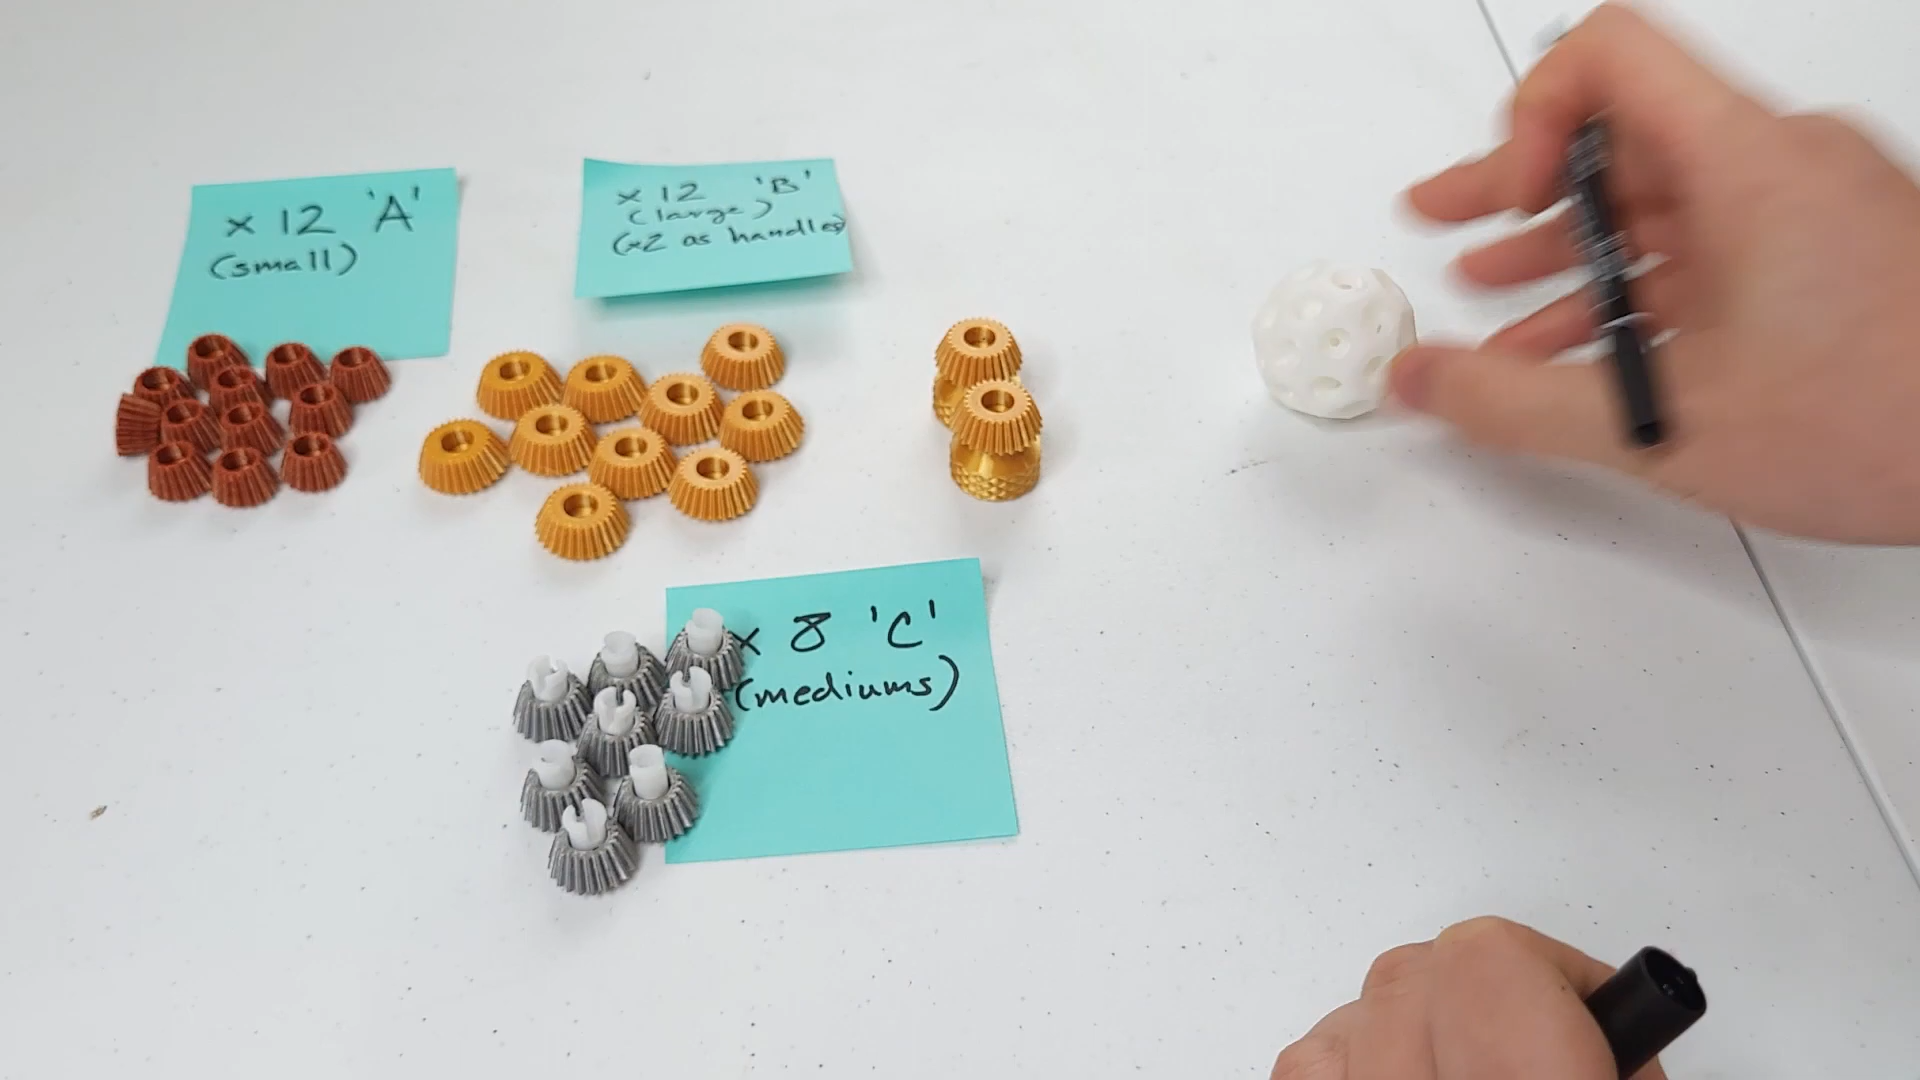 x 12 'A'
(small)
x 12 'B'
(large)
(x2 as handles)
x 8 'C'
(mediums)